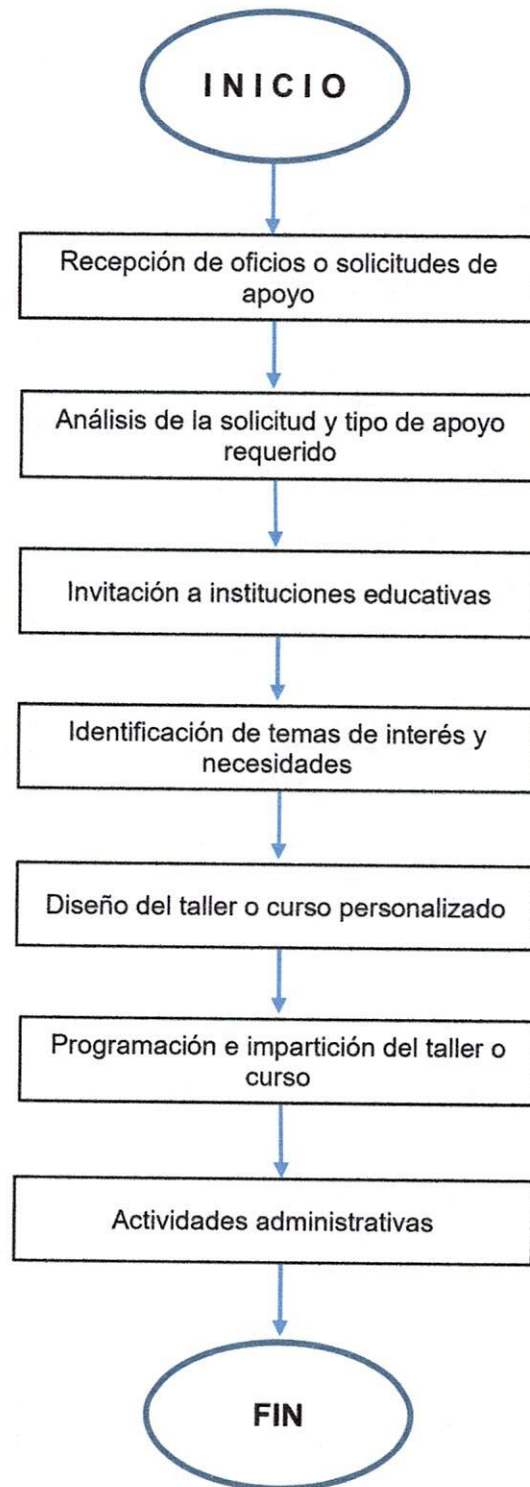 INICIO
Recepción de oficios o solicitudes de
apoyo
Análisis de la solicitud y tipo de apoyo
requerido
Invitación a instituciones educativas
Identificación de temas de interés y
necesidades
Diseño del taller o curso personalizado
Programación e impartición del taller o
curso
Actividades administrativas
FIN